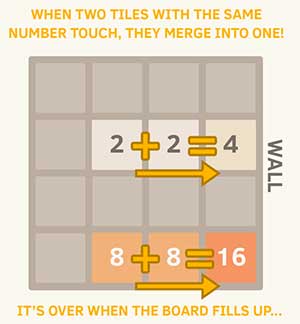 WHEN TWO TILES WITH THE SAME
NUMBER TOUCH, THEY MERGE INTO ONE!
2 + 2 = 4
WALL
8 + 8 = 16
IT'S OVER WHEN THE BOARD FILLS UP...